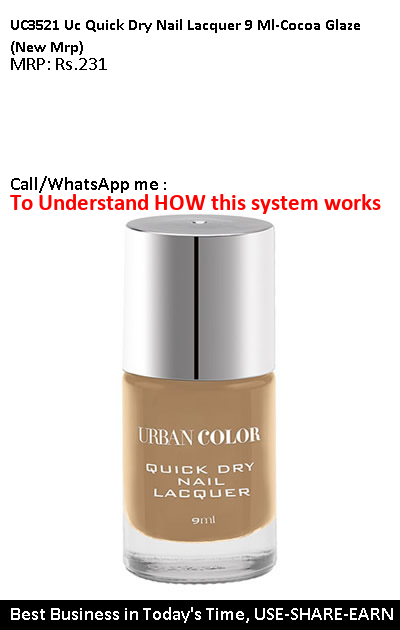 UC3521 Uc Quick Dry Nail Lacquer 9 Ml-Cocoa Glaze
(New Mrp)
MRP: Rs.231
Call/WhatsApp me :
To Understand HOW this system works
URBAN COLOR
QUICK DRY
NAIL
LACQUER
9ml
Best Business in Today's Time, USE-SHARE-EARN